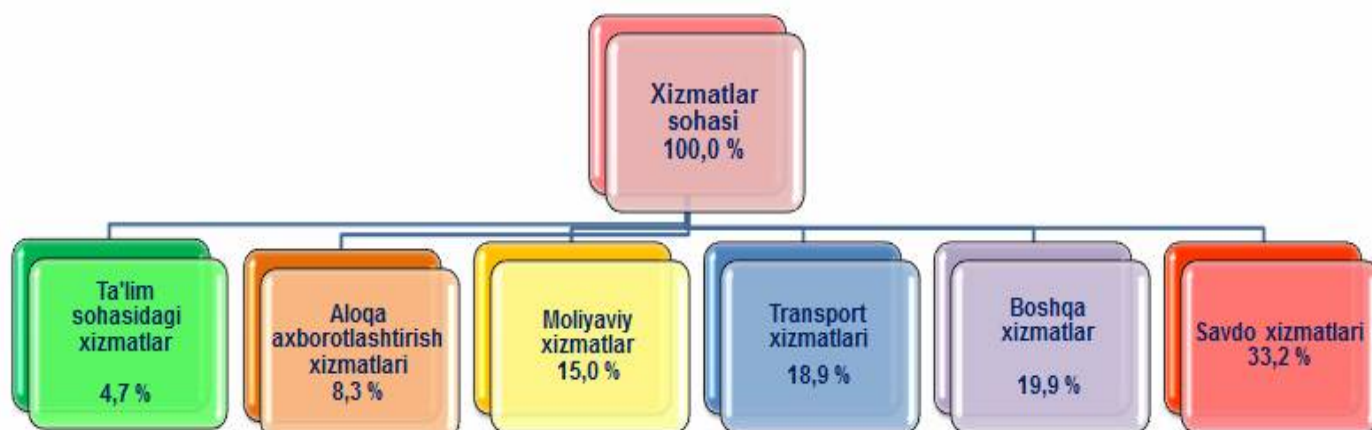 Xizmatlar
sohasi
100,0 %
Ta'lim
sohasidagi
xizmatlar
4,7 %
Aloqa
axborotlashtirish
xizmatlari
8,3 %
Moliyaviy
xizmatlar
15,0 %
Transport
xizmatlari
18,9 %
Boshqa
xizmatlar
19,9 %
Savdo xizmatlari
33,2 %